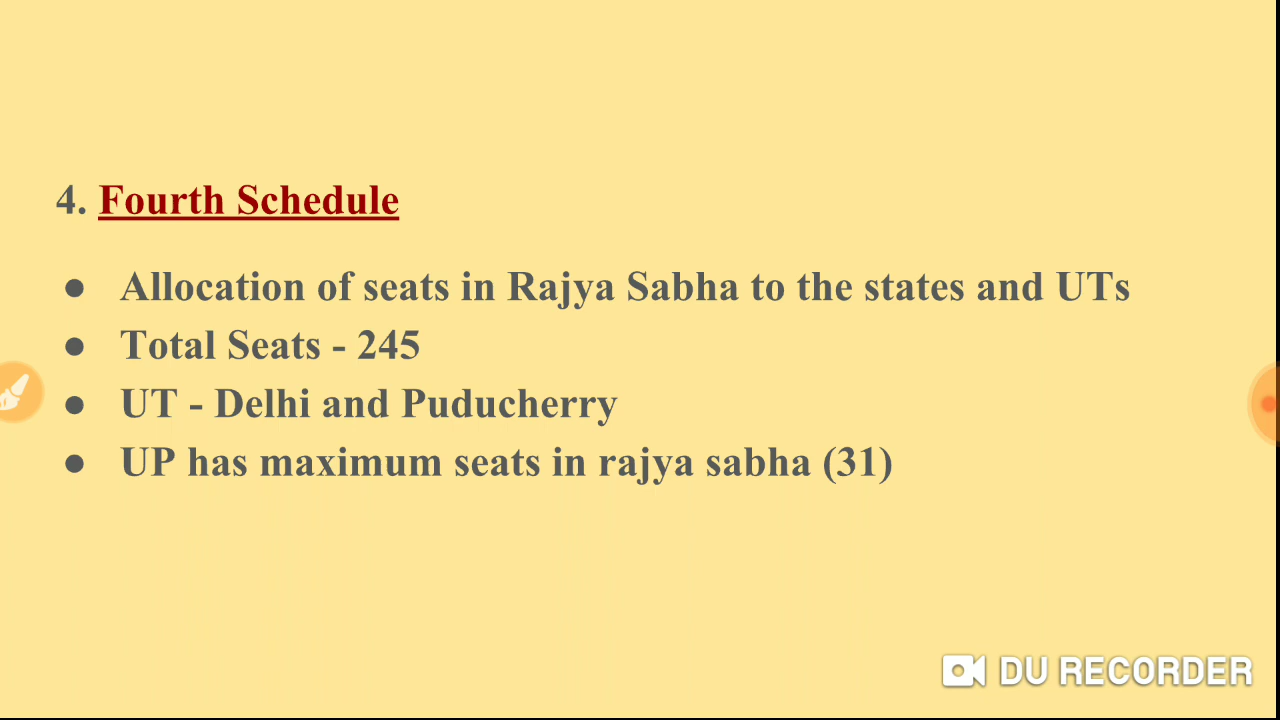 4. Fourth Schedule
● Allocation of seats in Rajya Sabha to the states and UTs
● Total Seats - 245
● UT - Delhi and Puducherry
● UP has maximum seats in rajya sabha (31)
DU RECORDER